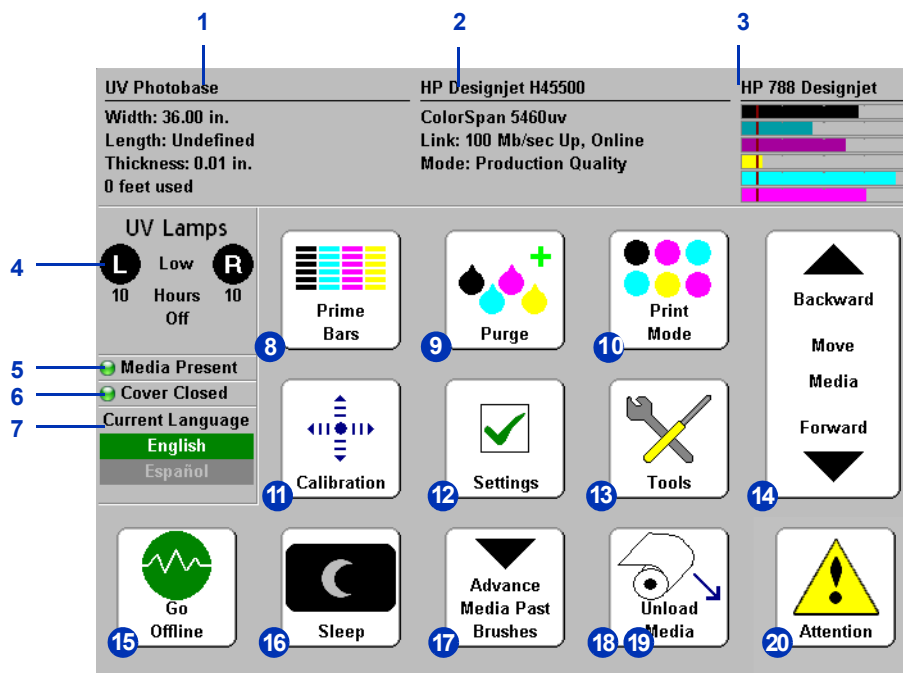 1
2
3
UV Photobase
HP Designjet H45500
HP 788 Designjet
Width: 36.00 in.
Length: Undefined
Thickness: 0.01 in.
0 feet used
ColorSpan 5460uv
Link: 100 Mb/sec Up, Online
Mode: Production Quality
4
UV Lamps
L Low R
10 Hours 10
Off
5
Media Present
6
Cover Closed
7
Current Language
English
Español
Prime
Bars
8
Purge
9
Print
Mode
10
Calibration
11
Settings
12
Tools
13
Backward
Move
Media
Forward
14
Go
Offline
15
Sleep
16
Advance
Media Past
Brushes
17
Unload
Media
18 19
Attention
20